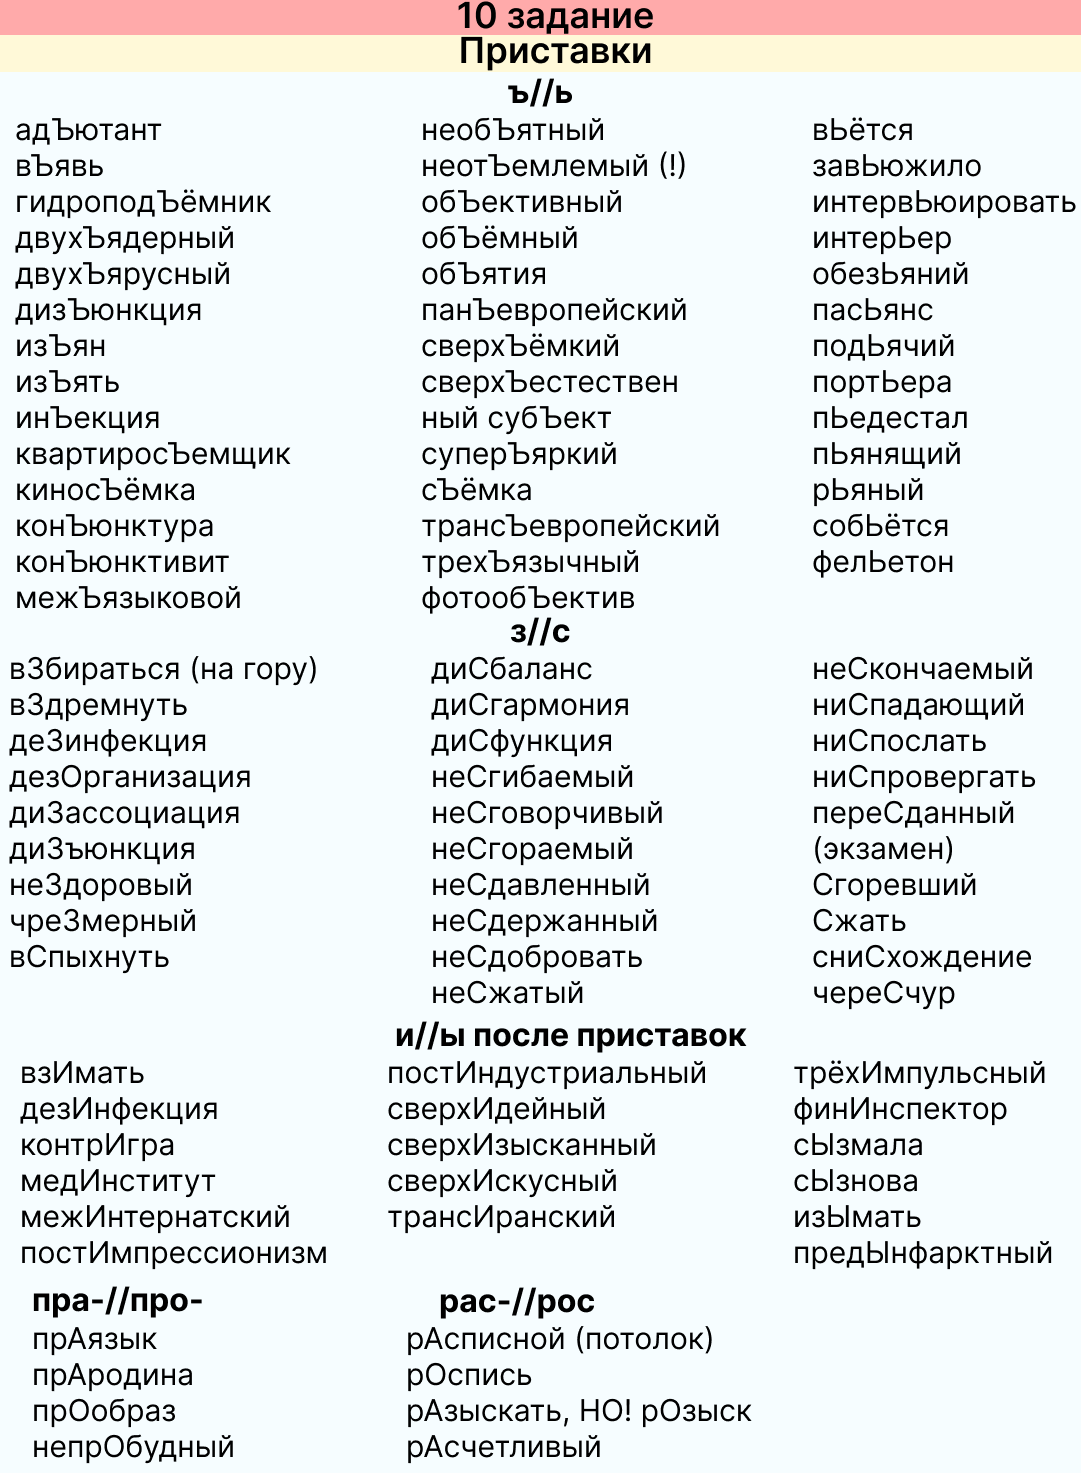 10 задание
Приставки
ъ//ь
адЪютант
вЪявь
гидроподЪёмник
двухЪядерный
двухЪярусный
дизЪюнкция
изЪян
изЪять
инЪекция
квартиросЪемщик
киносЪёмка
конЪюнктура
конЪюнктивит
межЪязыковой
необЪятный
неотЪемлемый (!)
обЪективный
обЪёмный
обЪятия
панЪевропейский
сверхЪёмкий
сверхЪестествен
ный субЪект
суперЪяркий
сЪёмка
трансЪевропейский
трехЪязычный
фотообЪектив
вЬётся
завЬюжило
интервЬюировать
интерЬер
обезЬяний
пасЬянс
подЬячий
портЬера
пЬедестал
пЬянящий
рЬяный
собЬётся
фелЬетон
з//с
вЗбираться (на гору)
вЗдремнуть
деЗинфекция
дезОрганизация
диЗассоциация
диЗъюнкция
неЗдоровый
чреЗмерный
вСпыхнуть
диСбаланс
диСгармония
диСфункция
неСгибаемый
неСговорчивый
неСгораемый
неСдавленный
неСдержанный
неСдобровать
неСжатый
неСкончаемый
ниСпадающий
ниСпослать
ниСпровергать
переСданный
(экзамен)
Сгоревший
Сжать
сниСхождение
череСчур
и//ы после приставок
взИмать
дезИнфекция
контрИгра
медИнститут
межИнтернатский
постИмпрессионизм
постИндустриальный
сверхИдейный
сверхИзысканный
сверхИскусный
трансИранский
трёхИмпульсный
финИнспектор
сЫзмала
сЫзнова
изЫмать
предЫнфарктный
пра-//про-
прАязык
прАродина
прОобраз
непрОбудный
рас-//рос
рАсписной (потолок)
рОспись
рАзыскать, НО! рОзыск
рАсчетливый